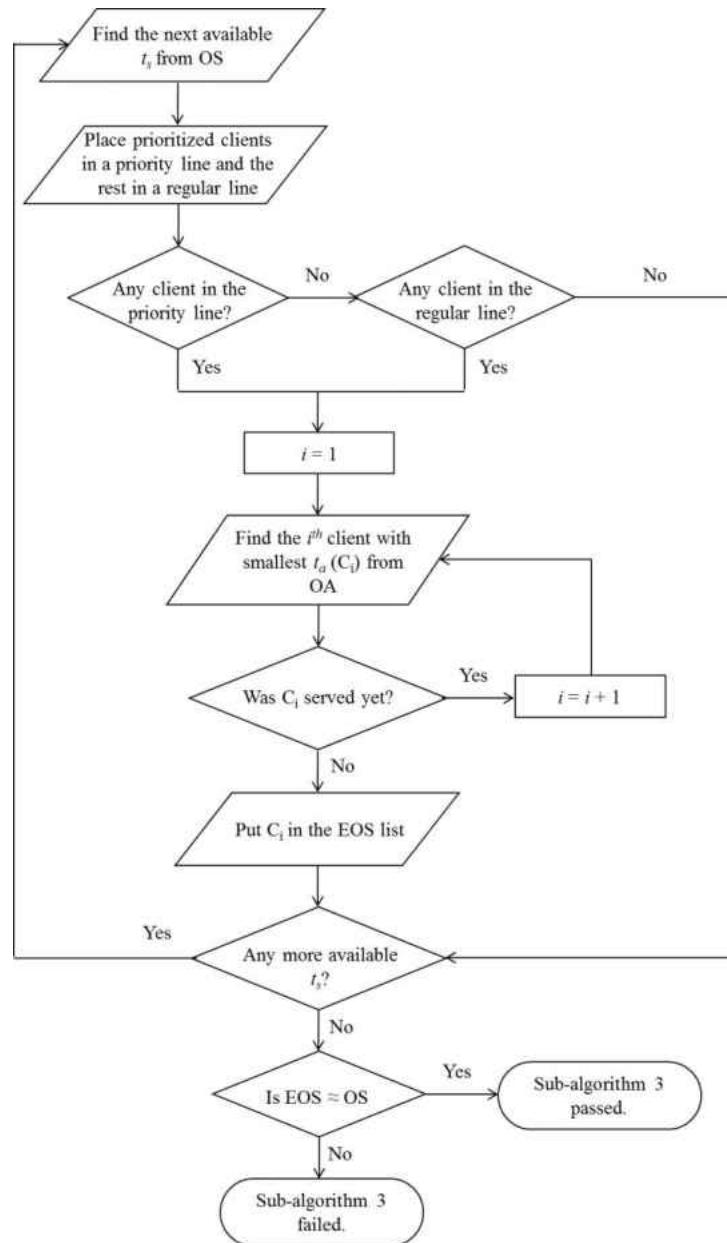 Find the next available
t_s from OS
Place prioritized clients
in a priority line and the
rest in a regular line
Any client in the
priority line?
No
Any client in the
regular line?
No
Yes
Yes
i = 1
Find the i^th client with
smallest t_a (C_i) from
OA
Was C_i served yet?
Yes
i = i + 1
No
Put C_i in the EOS list
Yes
Any more available
t_s?
No
Is EOS ≈ OS
Yes
Sub-algorithm 3
passed.
No
Sub-algorithm 3
failed.